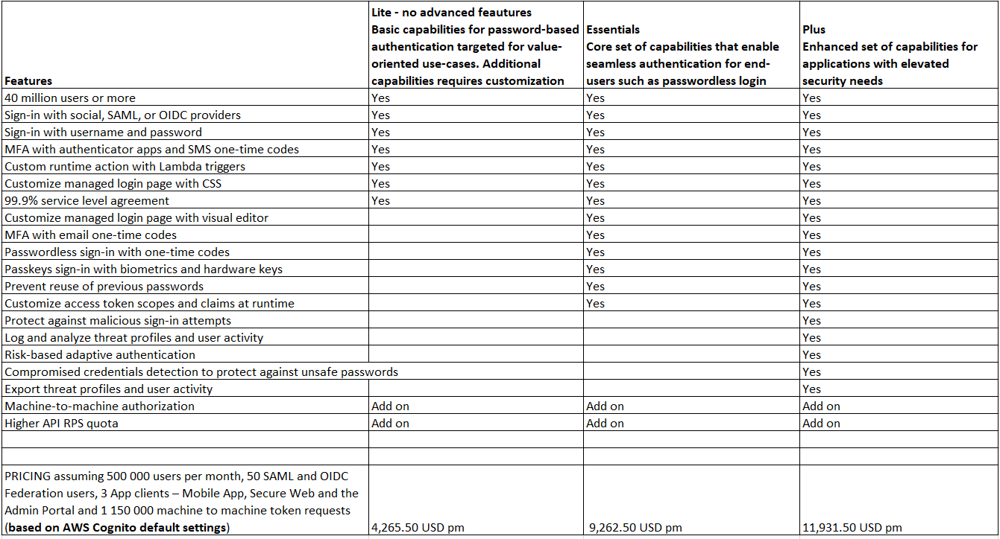 Features
Lite - no advanced feautures
Basic capabilities for password-based
authentication targeted for value-
oriented use-cases. Additional
capabilities requires customization
Essentials
Core set of capabilities that enable
seamless authentication for end-
users such as passwordless login
Plus
Enhanced set of capabilities for
applications with elevated
security needs
40 million users or more Yes Yes Yes
Sign-in with social, SAML, or OIDC providers Yes Yes Yes
Sign-in with username and password Yes Yes Yes
MFA with authenticator apps and SMS one-time codes Yes Yes Yes
Custom runtime action with Lambda triggers Yes Yes Yes
Customize managed login page with CSS Yes Yes Yes
99.9% service level agreement Yes Yes Yes
Customize managed login page with visual editor Yes Yes
MFA with email one-time codes Yes Yes
Passwordless sign-in with one-time codes Yes Yes
Passkeys sign-in with biometrics and hardware keys Yes Yes
Prevent reuse of previous passwords Yes Yes
Customize access token scopes and claims at runtime Yes Yes
Protect against malicious sign-in attempts Yes
Log and analyze threat profiles and user activity Yes
Risk-based adaptive authentication Yes
Compromised credentials detection to protect against unsafe passwords Yes
Export threat profiles and user activity Yes
Machine-to-machine authorization Add on Add on Add on
Higher API RPS quota Add on Add on Add on
PRICING assuming 500 000 users per month, 50 SAML and OIDC
Federation users, 3 App clients – Mobile App, Secure Web and the
Admin Portal and 1 150 000 machine to machine token requests
(based on AWS Cognito default settings) 4,265.50 USD pm 9,262.50 USD pm 11,931.50 USD pm